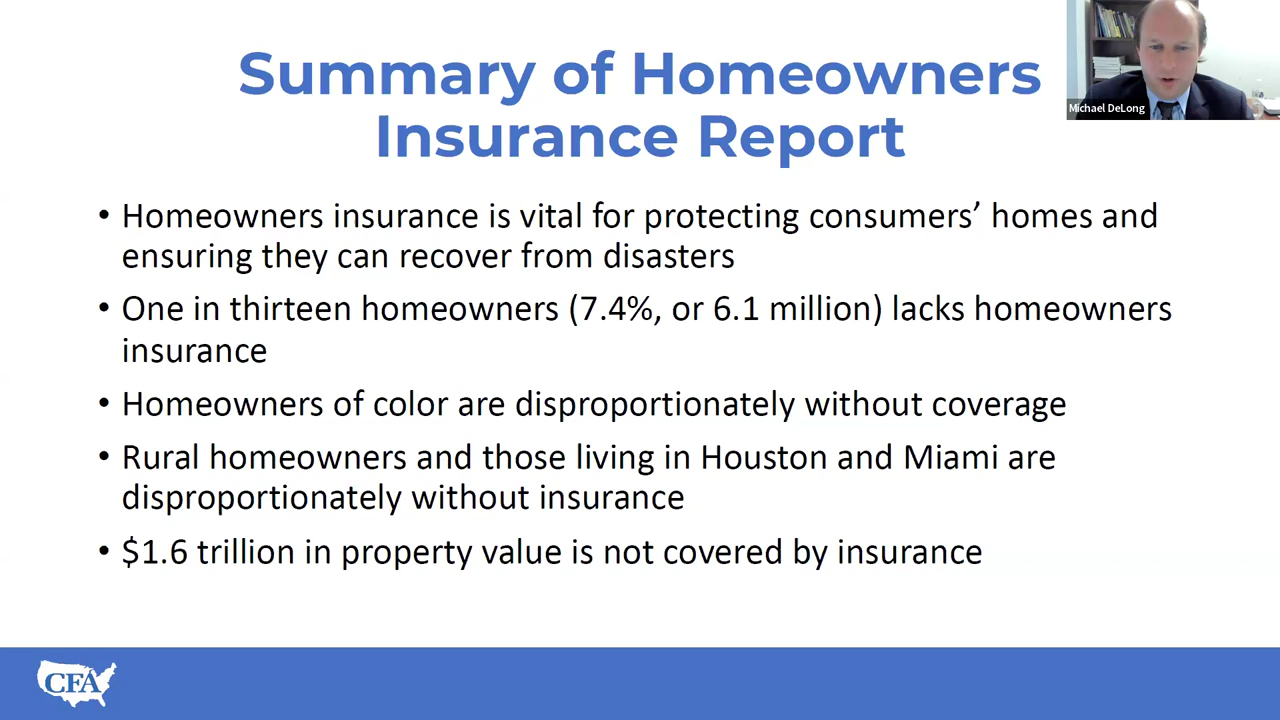 Summary of Homeowners
Insurance Report
Michael DeLong
• Homeowners insurance is vital for protecting consumers’ homes and
ensuring they can recover from disasters
• One in thirteen homeowners (7.4%, or 6.1 million) lacks homeowners
insurance
• Homeowners of color are disproportionately without coverage
• Rural homeowners and those living in Houston and Miami are
disproportionately without insurance
• $1.6 trillion in property value is not covered by insurance
CFA